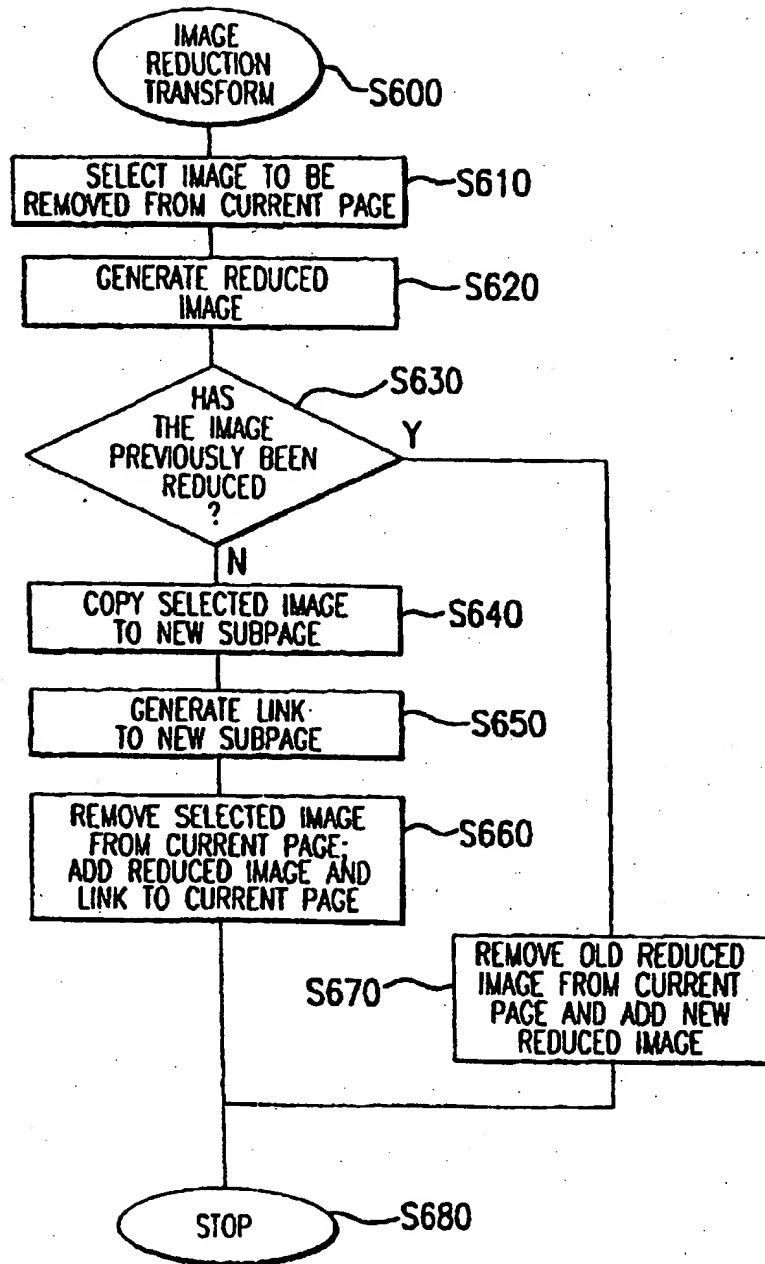 IMAGE
REDUCTION
TRANSFORM
S600
SELECT IMAGE TO BE
REMOVED FROM CURRENT PAGE
S610
GENERATE REDUCED
IMAGE
S620
HAS
THE IMAGE
PREVIOUSLY BEEN
REDUCED
?
S630
Y
N
COPY SELECTED IMAGE
TO NEW SUBPAGE
S640
GENERATE LINK
TO NEW SUBPAGE
S650
REMOVE SELECTED IMAGE
FROM CURRENT PAGE;
ADD REDUCED IMAGE AND
LINK TO CURRENT PAGE
S660
REMOVE OLD REDUCED
IMAGE FROM CURRENT
PAGE AND ADD NEW
REDUCED IMAGE
S670
STOP
S680